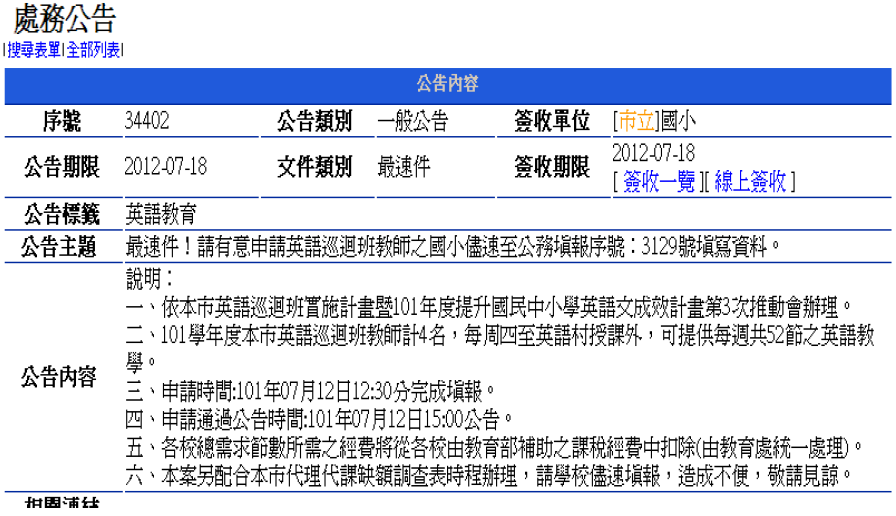 處務公告
|搜尋表單|全部列表|
公告內容
序號 34402 公告類別 一般公告 簽收單位 [市立]國小
公告期限 2012-07-18 文件類別 最速件 簽收期限 2012-07-18
[ 簽收一覽 ][ 線上簽收 ]
公告標籤 英語教育
公告主題 最速件！請有意申請英語巡迴班教師之國小儘速至公務填報序號：3129號填寫資料。
公告內容
說明：
一、依本市英語巡迴班實施計畫暨101年度提升國民中小學英語文成效計畫第3次推動會辦理。
二、101學年度本市英語巡迴班教師計4名，每周四至英語村授課外，可提供每週共52節之英語教
學。
三、申請時間:101年07月12日12:30分完成填報。
四、申請通過公告時間:101年07月12日15:00公告。
五、各校總需求節數所需之經費將從各校由教育部補助之課稅經費中扣除(由教育處統一處理)。
六、本案另配合本市代理代課缺額調查表時程辦理，請學校儘速填報，造成不便，敬請見諒。
相關連結